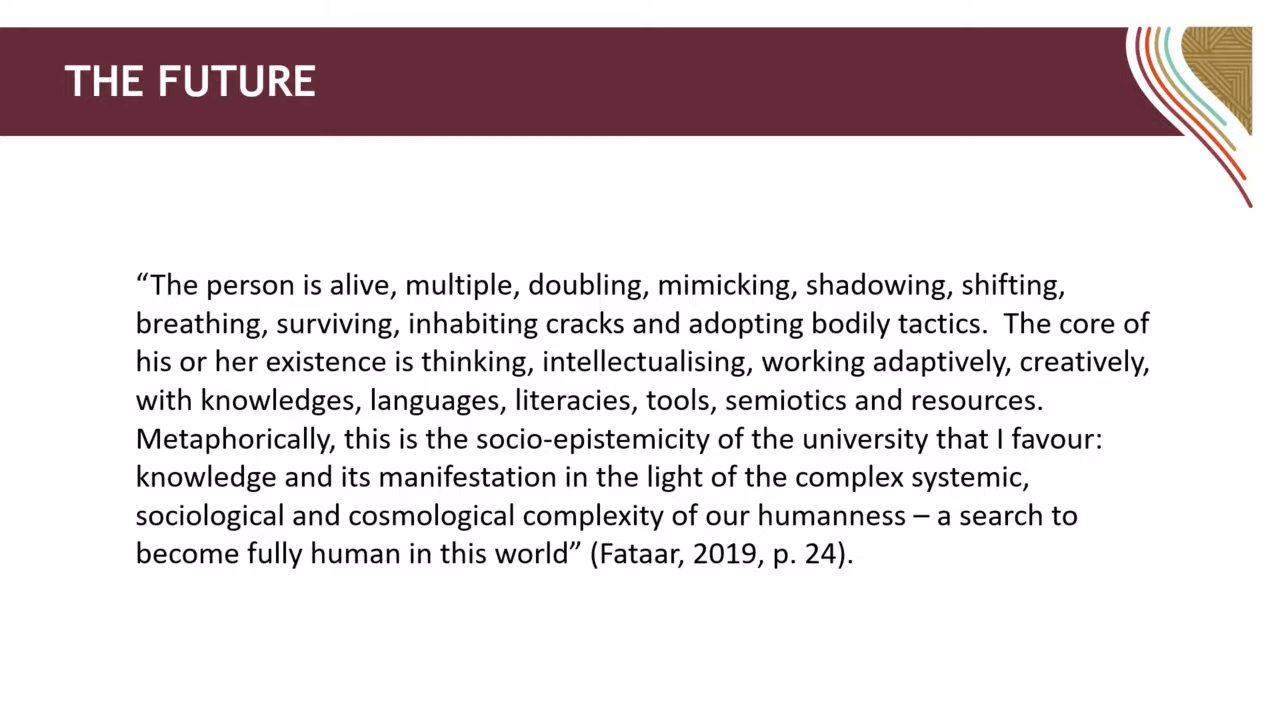 THE FUTURE
“The person is alive, multiple, doubling, mimicking, shadowing, shifting,
breathing, surviving, inhabiting cracks and adopting bodily tactics.  The core of
his or her existence is thinking, intellectualising, working adaptively, creatively,
with knowledges, languages, literacies, tools, semiotics and resources.
Metaphorically, this is the socio-epistemicity of the university that I favour:
knowledge and its manifestation in the light of the complex systemic,
sociological and cosmological complexity of our humanness – a search to
become fully human in this world” (Fataar, 2019, p. 24).